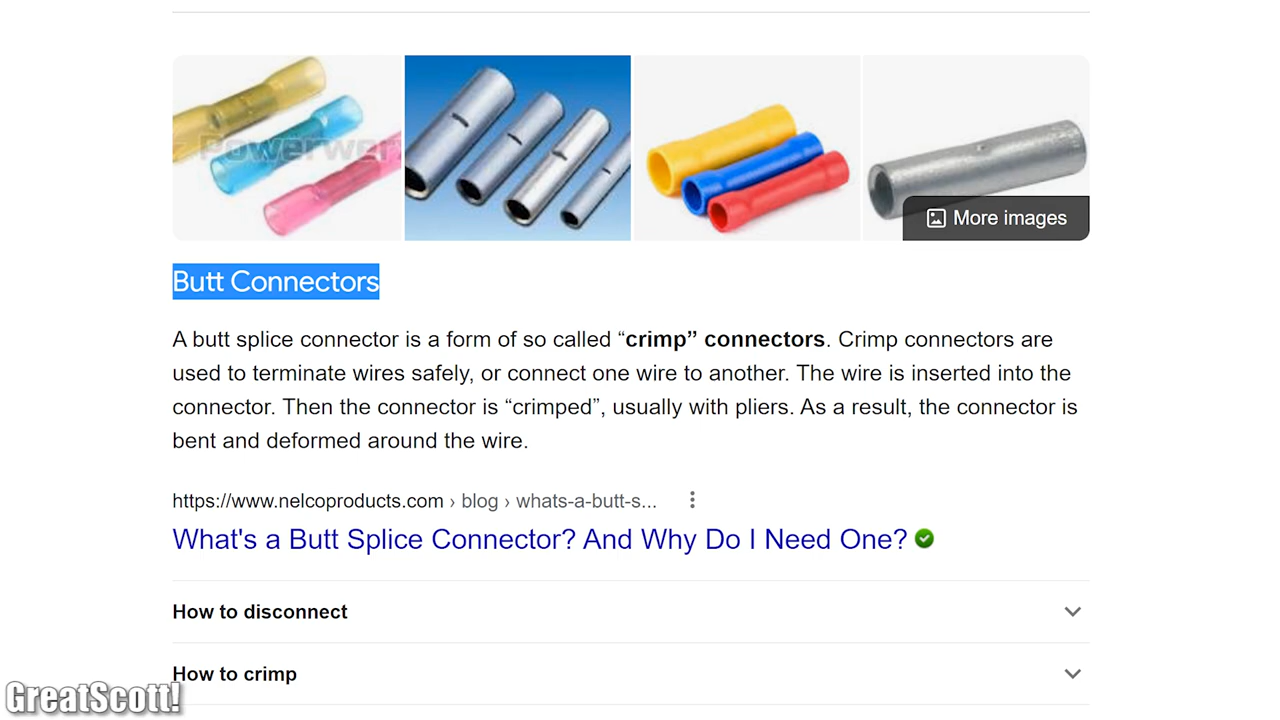 Powerwer
More images
Butt Connectors
A butt splice connector is a form of so called “crimp” connectors. Crimp connectors are
used to terminate wires safely, or connect one wire to another. The wire is inserted into the
connector. Then the connector is “crimped”, usually with pliers. As a result, the connector is
bent and deformed around the wire.
https://www.nelcoproducts.com › blog › whats-a-butt-s...
What's a Butt Splice Connector? And Why Do I Need One?
How to disconnect
How to crimp
GreatScott!